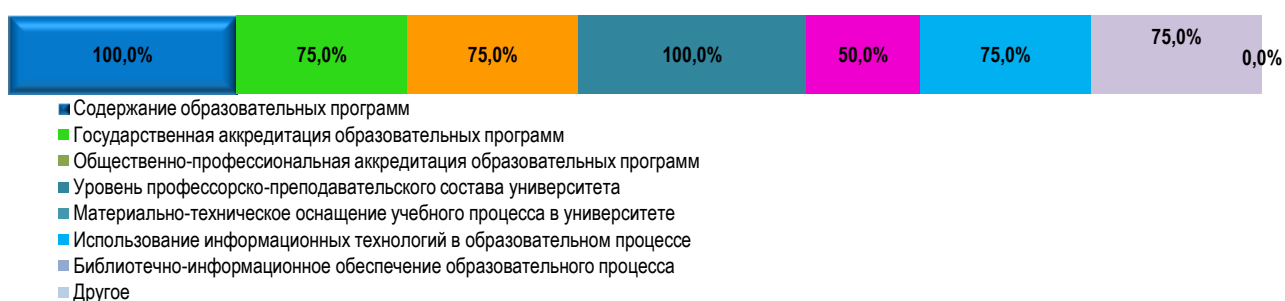 100,0% 75,0% 75,0% 100,0% 50,0% 75,0% 75,0% 0,0%
Содержание образовательных программ
Государственная аккредитация образовательных программ
Общественно-профессиональная аккредитация образовательных программ
Уровень профессорско-преподавательского состава университета
Материально-техническое оснащение учебного процесса в университете
Использование информационных технологий в образовательном процессе
Библиотечно-информационное обеспечение образовательного процесса
Другое